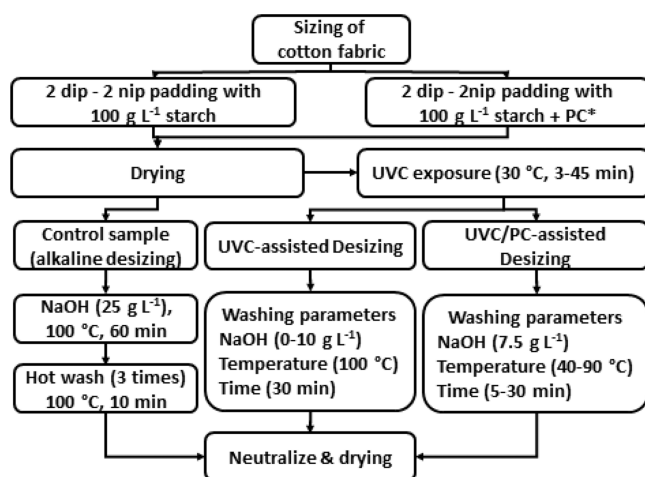 Sizing of
cotton fabric
2 dip - 2 nip padding with
100 g L⁻¹ starch
2 dip - 2nip padding with
100 g L⁻¹ starch + PC*
Drying
UVC exposure (30 °C, 3-45 min)
Control sample
(alkaline desizing)
UVC-assisted Desizing
UVC/PC-assisted
Desizing
NaOH (25 g L⁻¹),
100 °C, 60 min
Hot wash (3 times)
100 °C, 10 min
Washing parameters
NaOH (0-10 g L⁻¹)
Temperature (100 °C)
Time (30 min)
Washing parameters
NaOH (7.5 g L⁻¹)
Temperature (40-90 °C)
Time (5-30 min)
Neutralize & drying